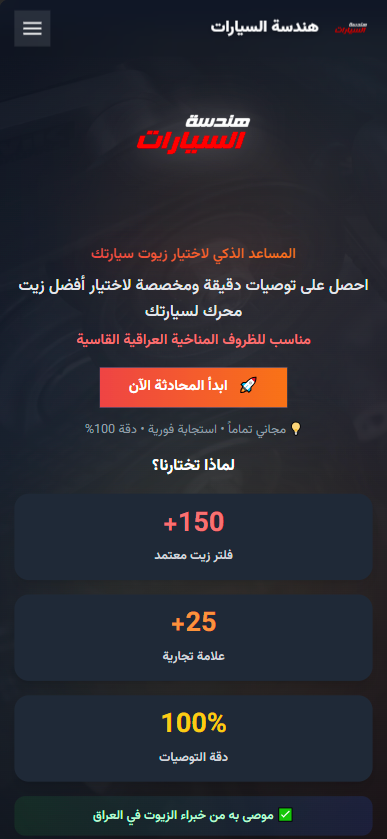 هندسة السيارات
هندسة
السيارات
المساعد الذكي لاختيار زيوت سيارتك
احصل على توصيات دقيقة ومخصصة لاختيار أفضل زيت
محرك لسيارتك
مناسب للظروف المناخية العراقية القاسية
🚀 ابدأ المحادثة الآن
💡 مجاني تماماً • استجابة فورية • دقة 100%
لماذا تختارنا؟
+150
فلتر زيت معتمد
+25
علامة تجارية
100%
دقة التوصيات
✅ موصى به من خبراء الزيوت في العراق